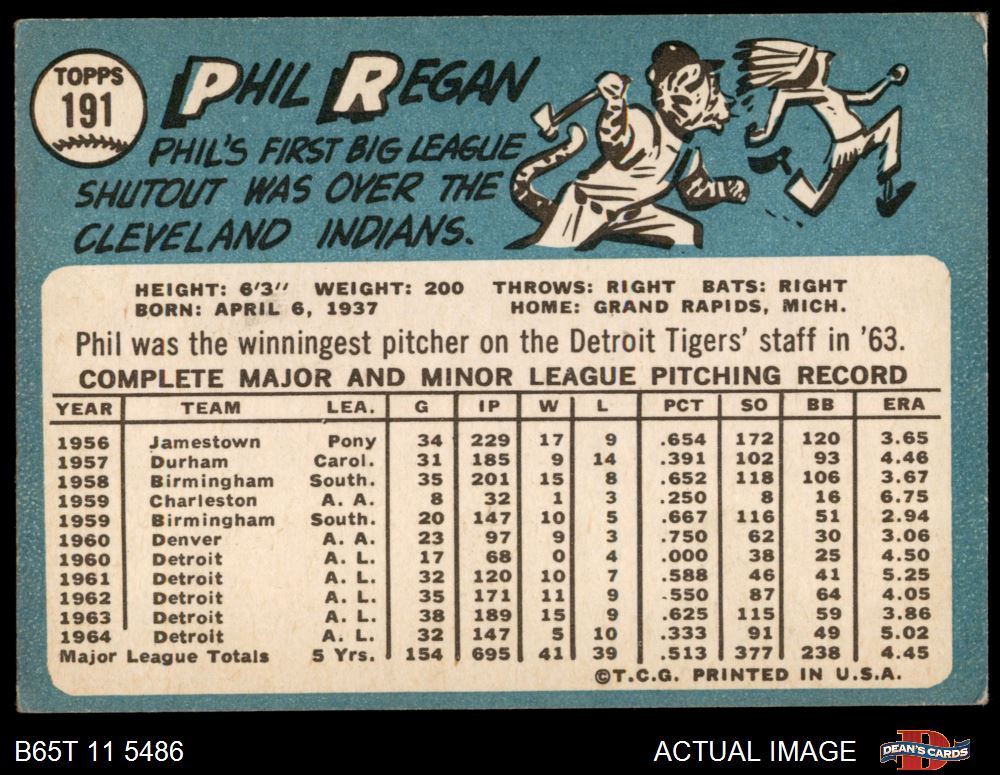 TOPPS
191
PHIL REGAN
PHIL'S FIRST BIG LEAGUE
SHUTOUT WAS OVER THE
CLEVELAND INDIANS.
HEIGHT: 6'3" WEIGHT: 200 THROWS: RIGHT BATS: RIGHT
BORN: APRIL 6, 1937 HOME: GRAND RAPIDS, MICH.
Phil was the winningest pitcher on the Detroit Tigers' staff in '63.
COMPLETE MAJOR AND MINOR LEAGUE PITCHING RECORD
YEAR TEAM LEA. G IP W L PCT SO BB ERA
1956 Jamestown Pony 34 229 17 9 .654 172 120 3.65
1957 Durham Carol. 31 185 9 14 .391 102 93 4.46
1958 Birmingham South. 35 201 15 8 .652 118 106 3.67
1959 Charleston A. A. 8 32 1 3 .250 8 16 6.75
1959 Birmingham South. 20 147 10 5 .667 116 51 2.94
1960 Denver A. A. 23 97 9 3 .750 62 30 3.06
1960 Detroit A. L. 17 68 0 4 .000 38 25 4.50
1961 Detroit A. L. 32 120 10 7 .588 46 41 5.25
1962 Detroit A. L. 35 171 11 9 .550 87 64 4.05
1963 Detroit A. L. 38 189 15 9 .625 115 59 3.86
1964 Detroit A. L. 32 147 5 10 .333 91 49 5.02
Major League Totals 5 Yrs. 154 695 41 39 .513 377 238 4.45
©T.C.G. PRINTED IN U.S.A.
B65T 11 5486 ACTUAL IMAGE
DEAN'S CARDS